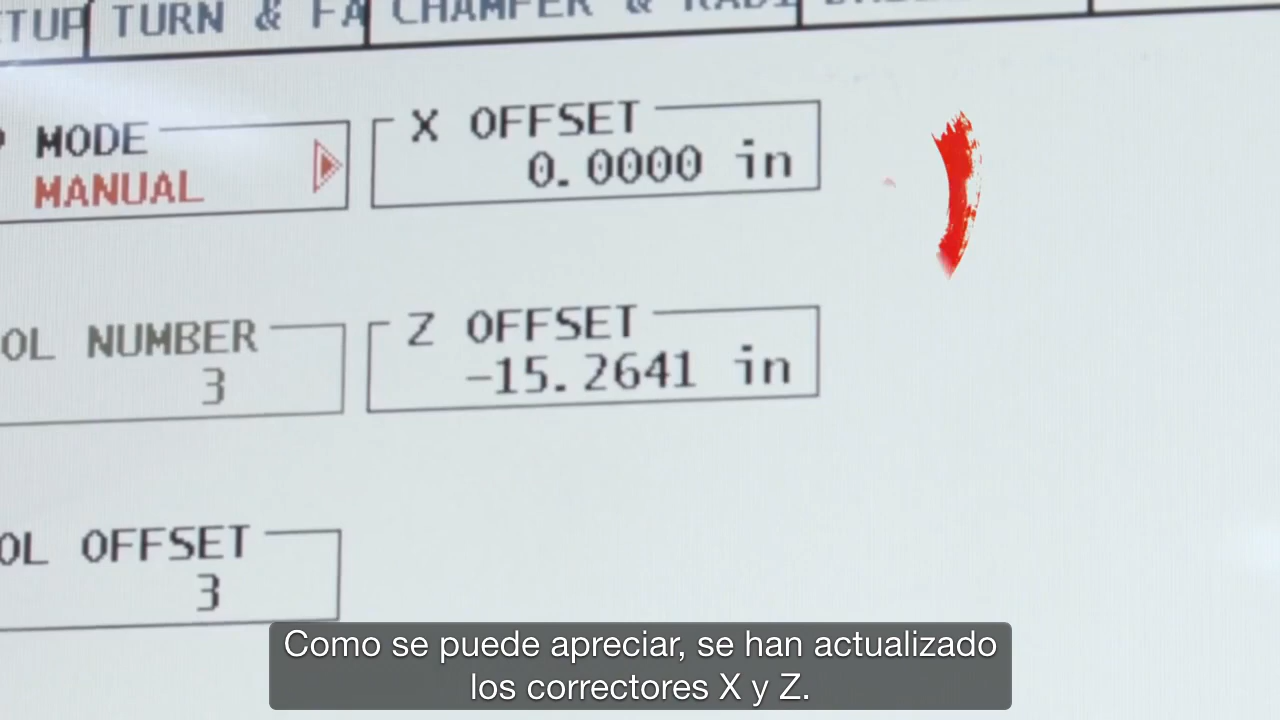 TURN & FA
CHAMFER & RADI
MODE
MANUAL
X OFFSET
0.0000 in
OL NUMBER
3
Z OFFSET
-15.2641 in
OL OFFSET
3
Como se puede apreciar, se han actualizado
los correctores X y Z.